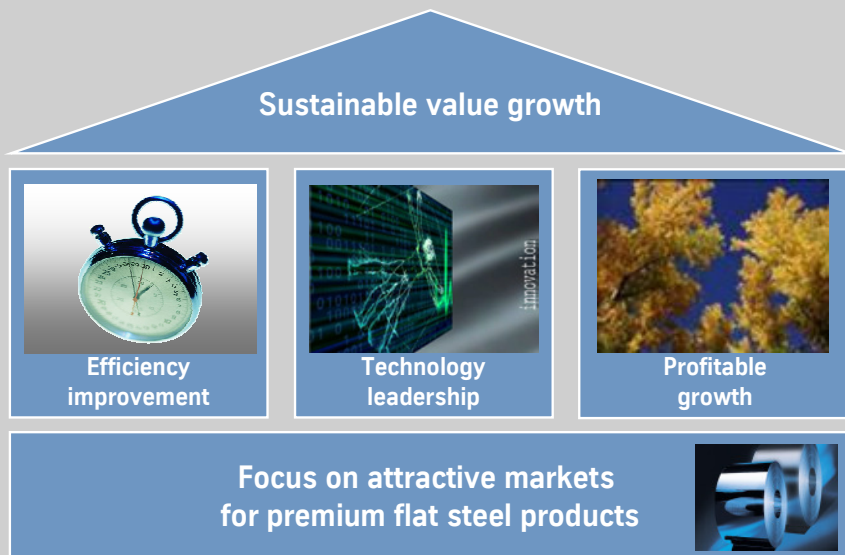 Sustainable value growth
innovation
Efficiency
improvement
Technology
leadership
Profitable
growth
Focus on attractive markets
for premium flat steel products